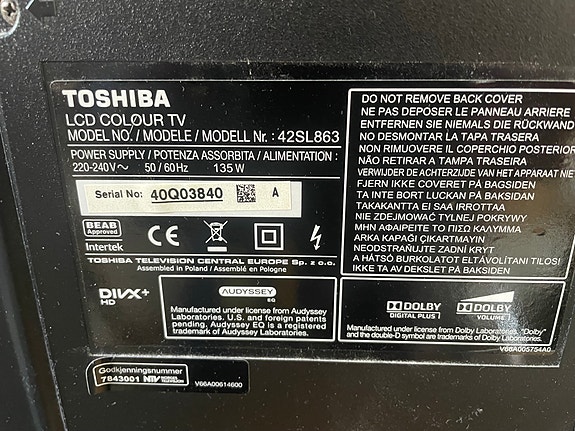 TOSHIBA
LCD COLOUR TV
MODEL NO. / MODELE / MODELL Nr. : 42SL863
POWER SUPPLY / POTENZA ASSORBITA / ALIMENTATION :
220-240V~ 50 / 60Hz 135 W
Serial No: 40Q03840 A
BEAB
Approved
Intertek
CE
TOSHIBA TELEVISION CENTRAL EUROPE Sp. z o.o.
Assembled in Poland / Assemblé en Pologne
DIVX+
HD
AUDYSSEY
EQ
Manufactured under license from Audyssey
Laboratories. U.S. and foreign patents
pending. Audyssey EQ is a registered
trademark of Audyssey Laboratories.
Godkjenningsnummer
7843001 NTV NORGES
TELEVISJON
V66A00614600
DO NOT REMOVE BACK COVER
NE PAS DEPOSER LE PANNEAU ARRIERE
ENTFERNEN SIE NIEMALS DIE RÜCKWAND
NO DESMONTAR LA TAPA TRASERA
NON RIMUOVERE IL COPERCHIO POSTERIOR
NÃO RETIRAR A TAMPA TRASEIRA
VERWIJDER DE ACHTERZIJDE VAN HET APPARAAT NIET
FJERN IKKE COVERET PÅ BAGSIDEN
TA INTE BORT LUCKAN PÅ BAKSIDAN
TAKAKANTTA EI SAA IRROTTAA
NIE ZDEJMOWAĆ TYLNEJ POKRYWY
ΜΗΝ ΑΦΑΙΡΕΙΤΕ ΤΟ ΠΙΣΩ ΚΑΛΥΜΜΑ
ARKA KAPAĞI ÇIKARTMAYIN
NEODSTRAŇUJTE ZADNÍ KRYT
A HÁTSÓ BURKOLATOT ELTÁVOLÍTANI TILOS!
IKKE TA AV DEKSLET PÅ BAKSIDEN
DOLBY
DIGITAL PLUS
DOLBY
VOLUME
Manufactured under license from Dolby Laboratories. "Dolby"
and the double-D symbol are trademarks of Dolby Laboratories.
V66A005754A0